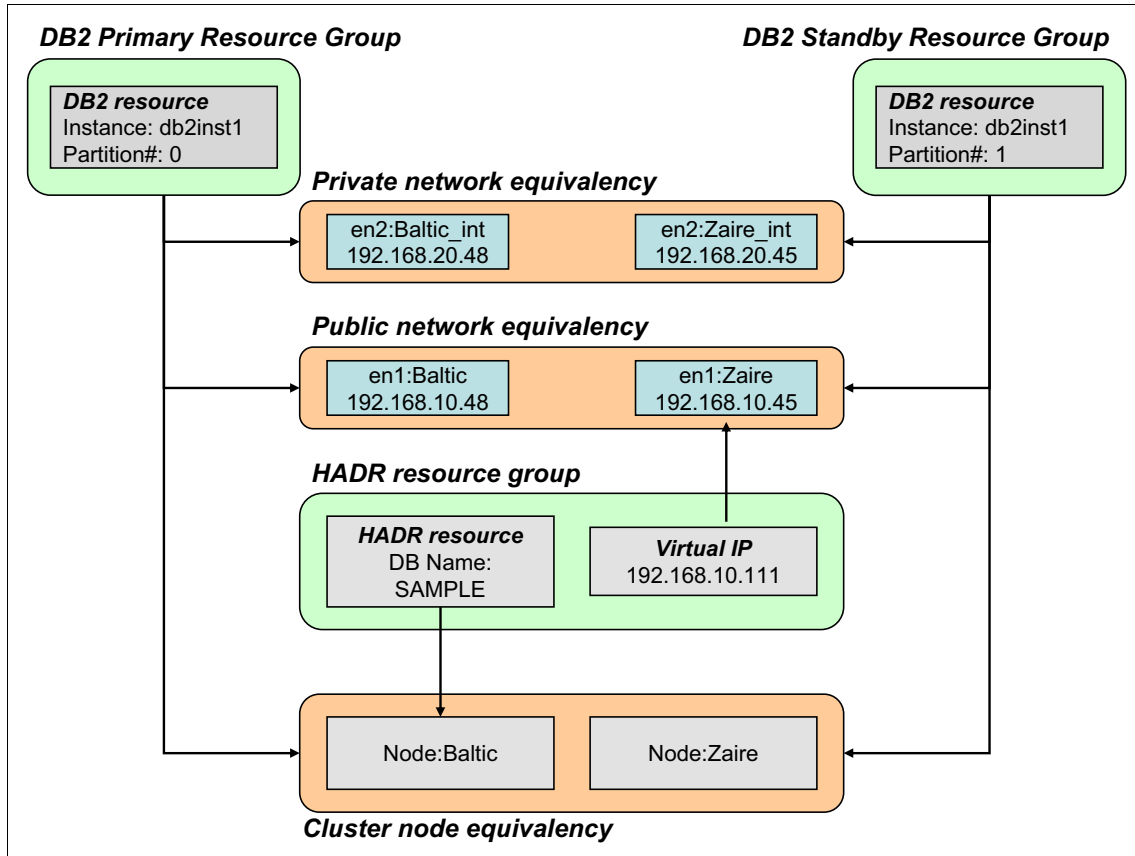 DB2 Primary Resource Group
DB2 Standby Resource Group
DB2 resource
Instance: db2inst1
Partition#: 0
DB2 resource
Instance: db2inst1
Partition#: 1
Private network equivalency
en2:Baltic_int
192.168.20.48
en2:Zaire_int
192.168.20.45
Public network equivalency
en1:Baltic
192.168.10.48
en1:Zaire
192.168.10.45
HADR resource group
HADR resource
DB Name:
SAMPLE
Virtual IP
192.168.10.111
Node:Baltic
Node:Zaire
Cluster node equivalency